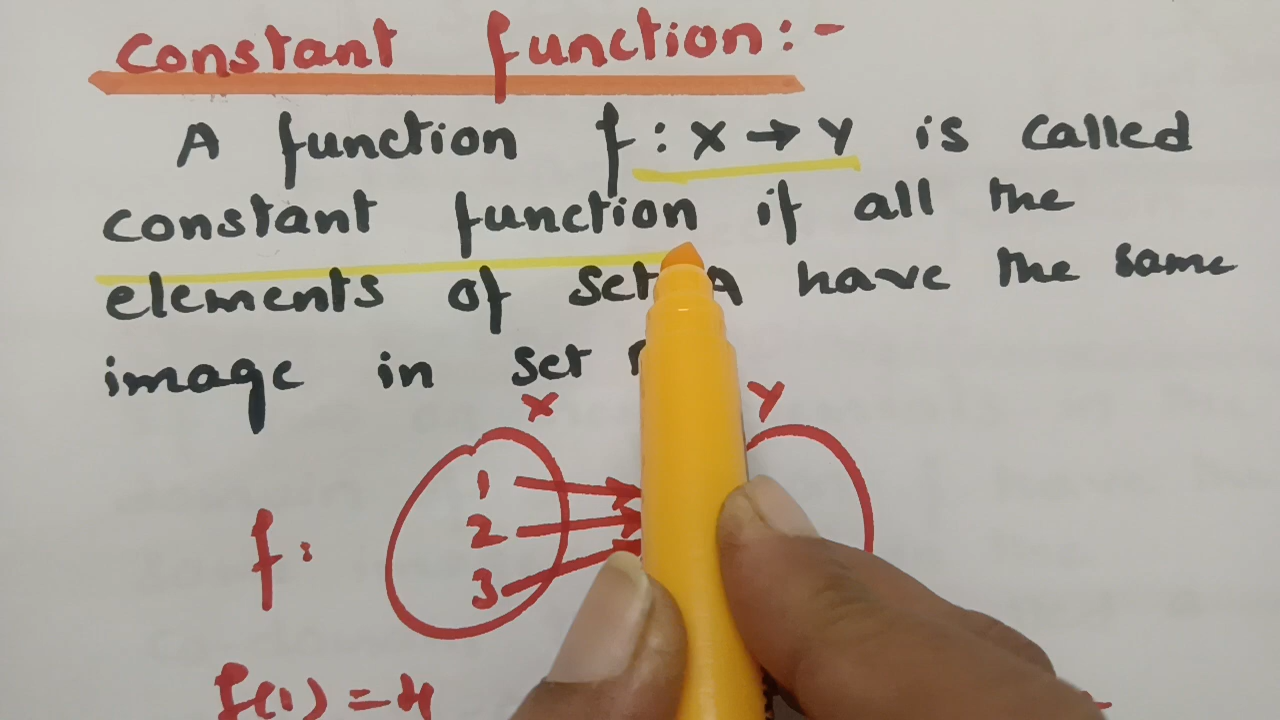 Constant function:-
A function f: X → Y is called
constant function if all the
elements of set A have the same
image in set
X Y
1
2
f:
3
f(1) = 4